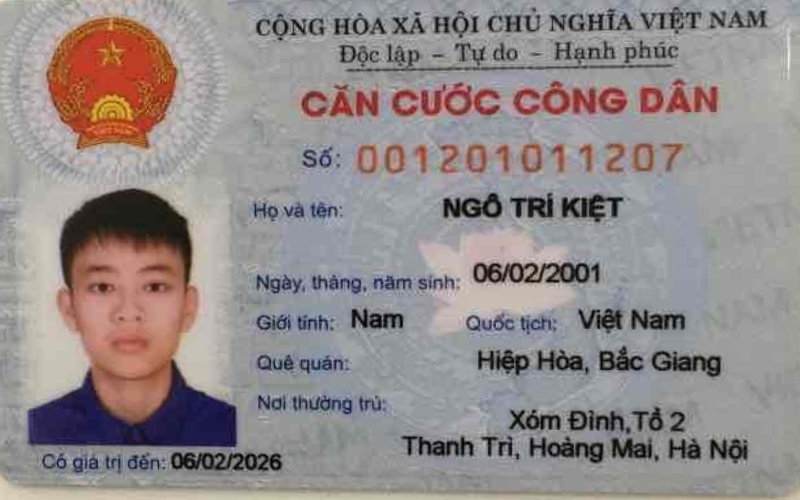 CỘNG HÒA XÃ HỘI CHỦ NGHĨA VIỆT NAM
Độc lập – Tự do – Hạnh phúc
CĂN CƯỚC CÔNG DÂN
Số: 001201011207
Họ và tên: NGÔ TRÍ KIỆT
Ngày, tháng, năm sinh: 06/02/2001
Giới tính: Nam Quốc tịch: Việt Nam
Quê quán: Hiệp Hòa, Bắc Giang
Nơi thường trú:
Xóm Đình,Tổ 2
Thanh Trì, Hoàng Mai, Hà Nội
Có giá trị đến: 06/02/2026